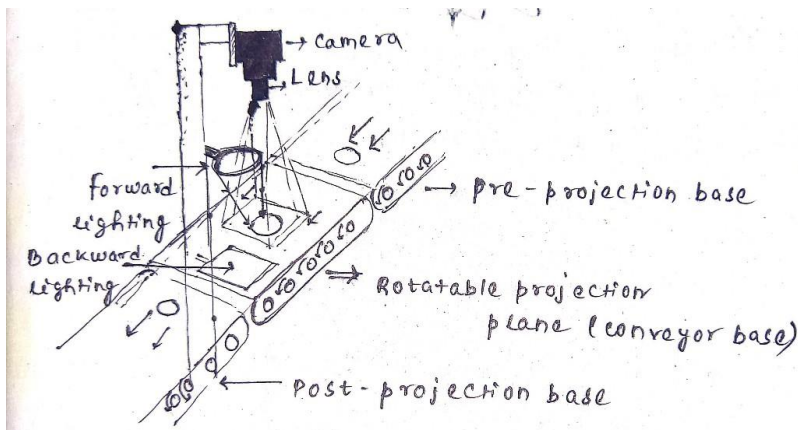 Camera
Lens
Forward
lighting
Backward
lighting
Pre-projection base
Rotatable projection
plane (conveyor base)
Post-projection base